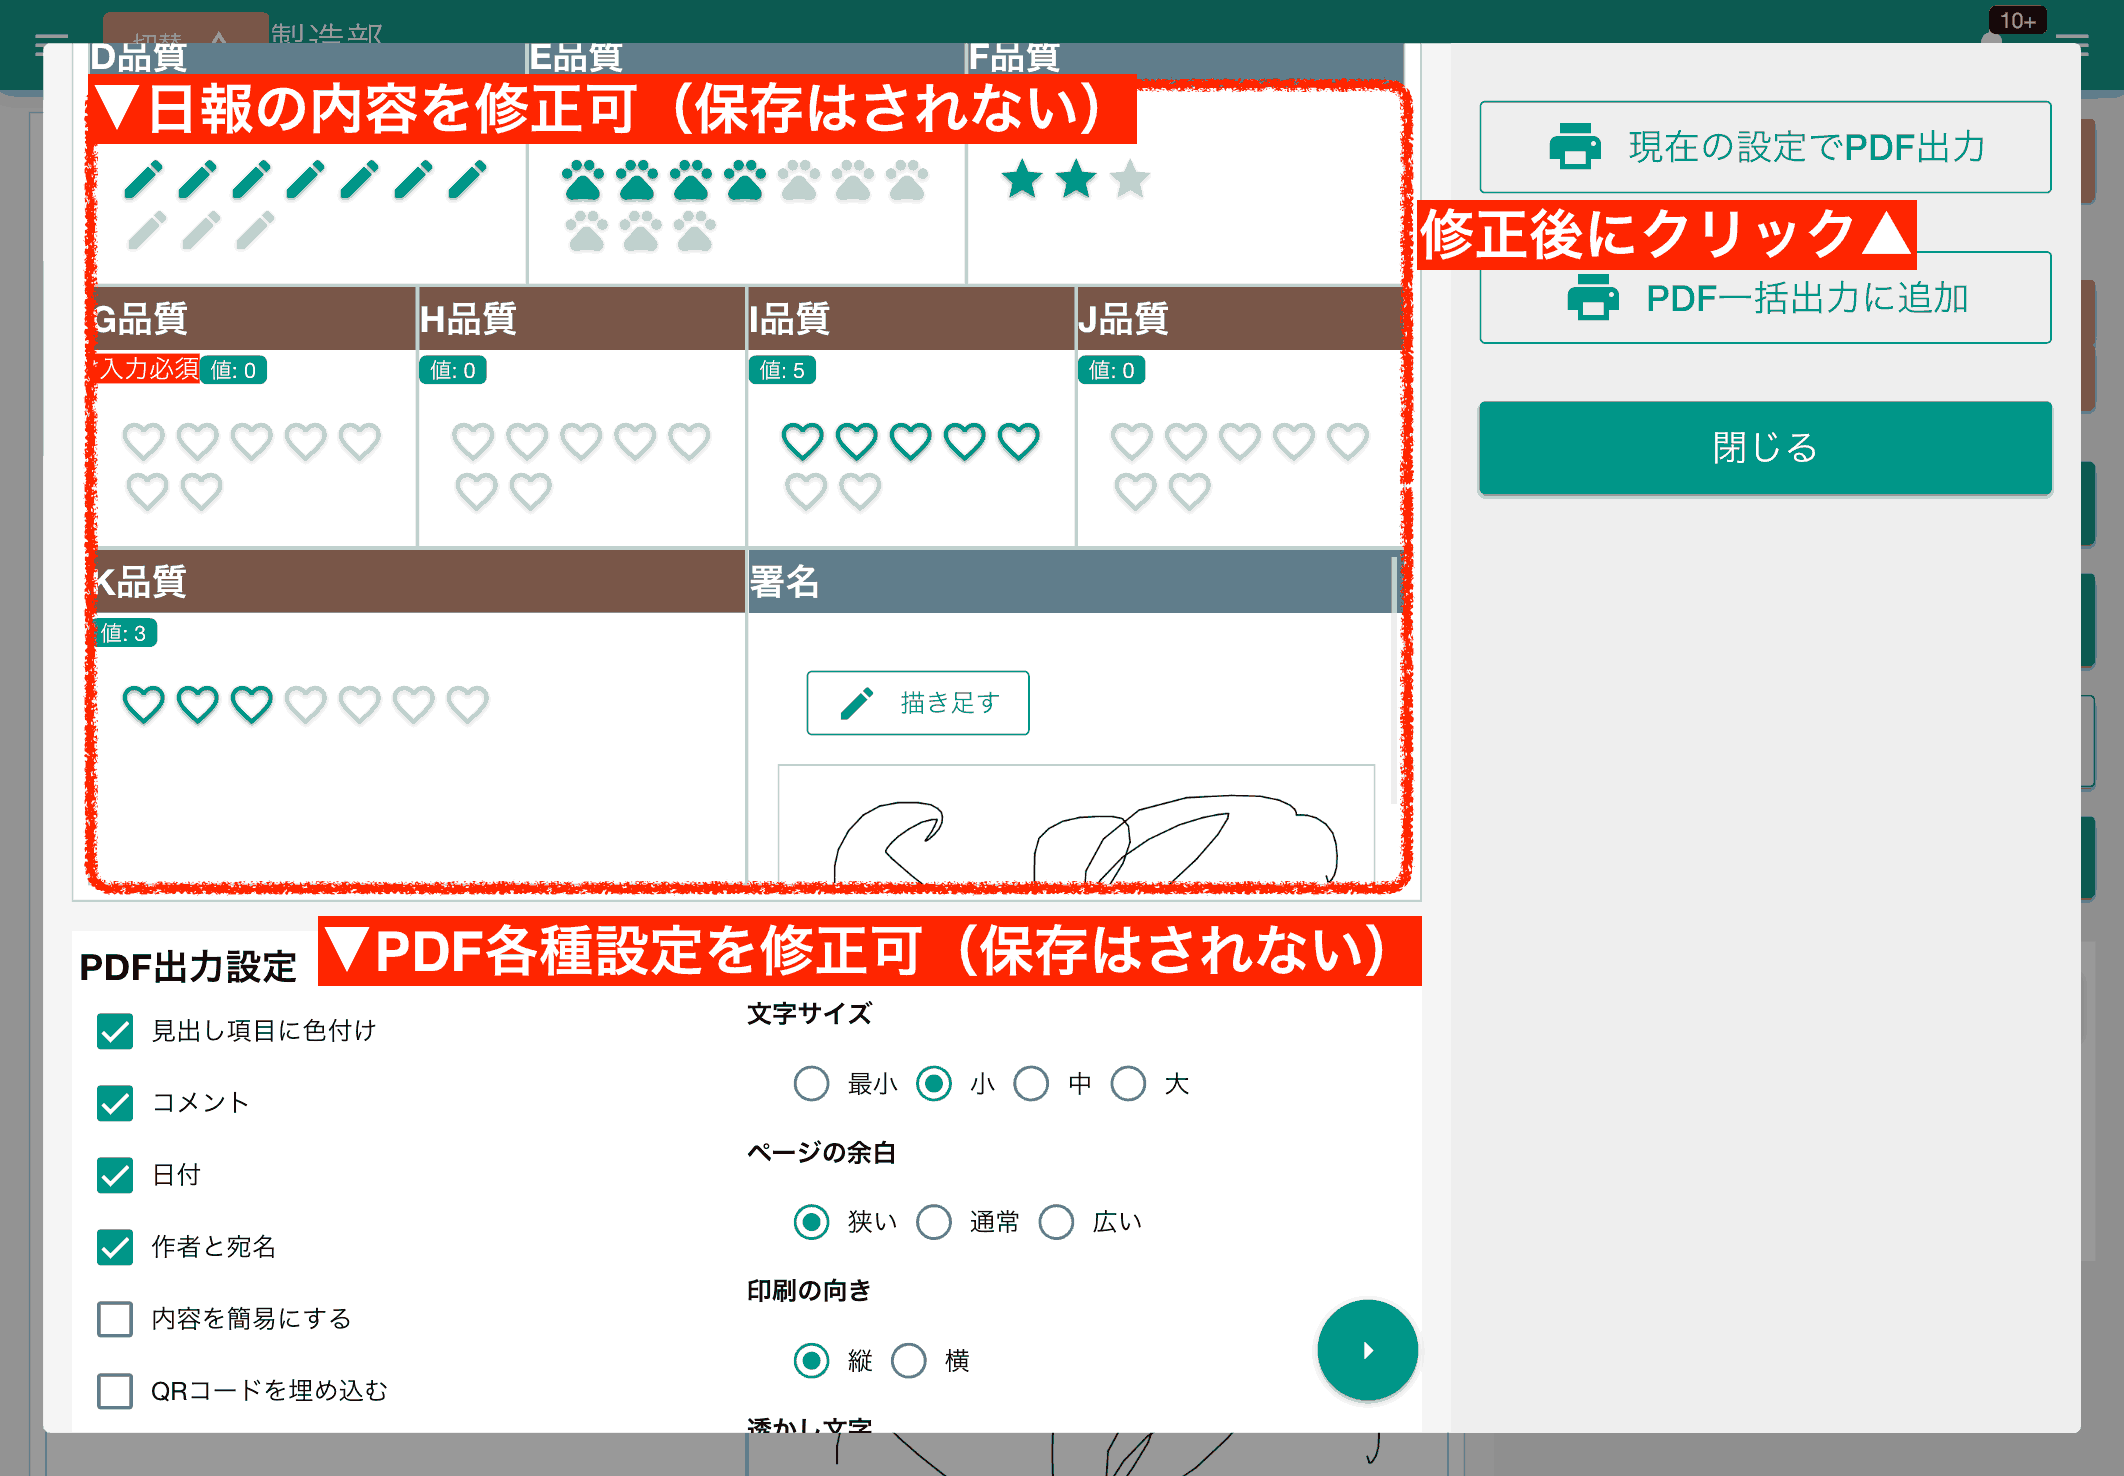 切替
製造部
10+
D品質
E品質
F品質
▼日報の内容を修正可（保存はされない）
現在の設定でPDF出力
修正後にクリック▲
PDF一括出力に追加
閉じる
G品質
H品質
I品質
J品質
入力必須 値: 0
値: 0
値: 5
値: 0
K品質
署名
値: 3
描き足す
PDF出力設定
▼PDF各種設定を修正可（保存はされない）
見出し項目に色付け
コメント
日付
作者と宛名
内容を簡易にする
QRコードを埋め込む
文字サイズ
最小 小 中 大
ページの余白
狭い 通常 広い
印刷の向き
縦 横
透かし文字